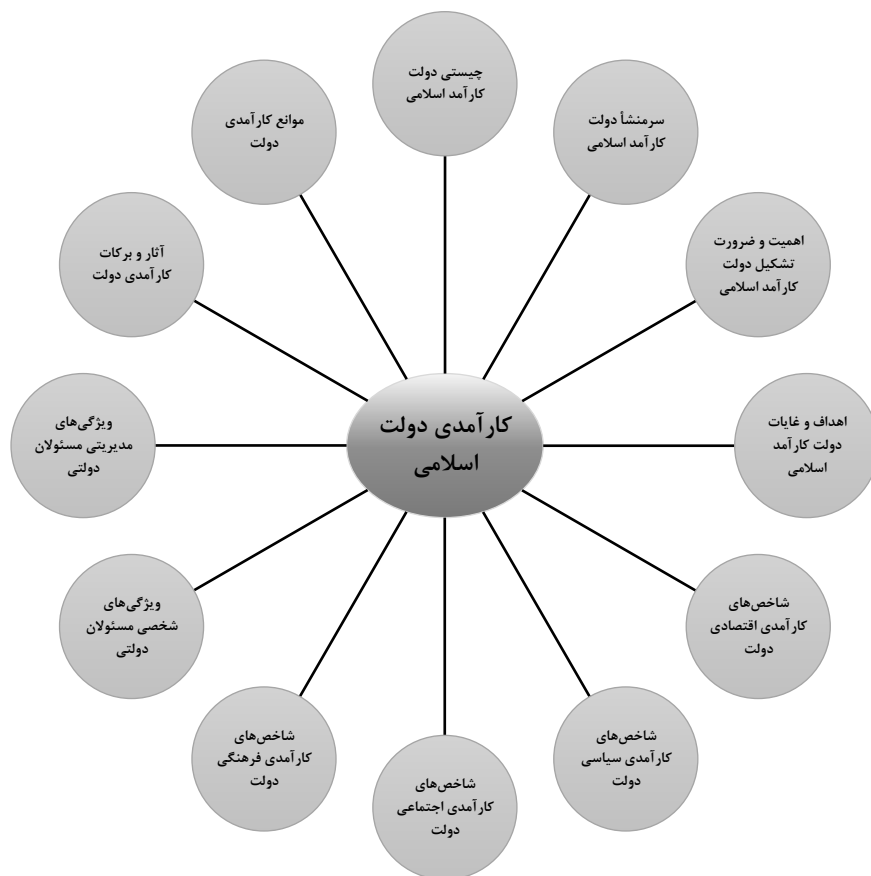 چیستی دولت
کارآمد اسلامی
سرمنشأ دولت
کارآمد اسلامی
اهمیت و ضرورت
تشکیل دولت
کارآمد اسلامی
اهداف و غایات
دولت کارآمد
اسلامی
شاخص‌های
کارآمدی اقتصادی
دولت
شاخص‌های
کارآمدی سیاسی
دولت
شاخص‌های
کارآمدی اجتماعی
دولت
شاخص‌های
کارآمدی فرهنگی
دولت
ویژگی‌های
شخصی مسئولان
دولتی
ویژگی‌های
مدیریتی مسئولان
دولتی
آثار و برکات
کارآمدی دولت
موانع کارآمدی
دولت
کارآمدی دولت
اسلامی